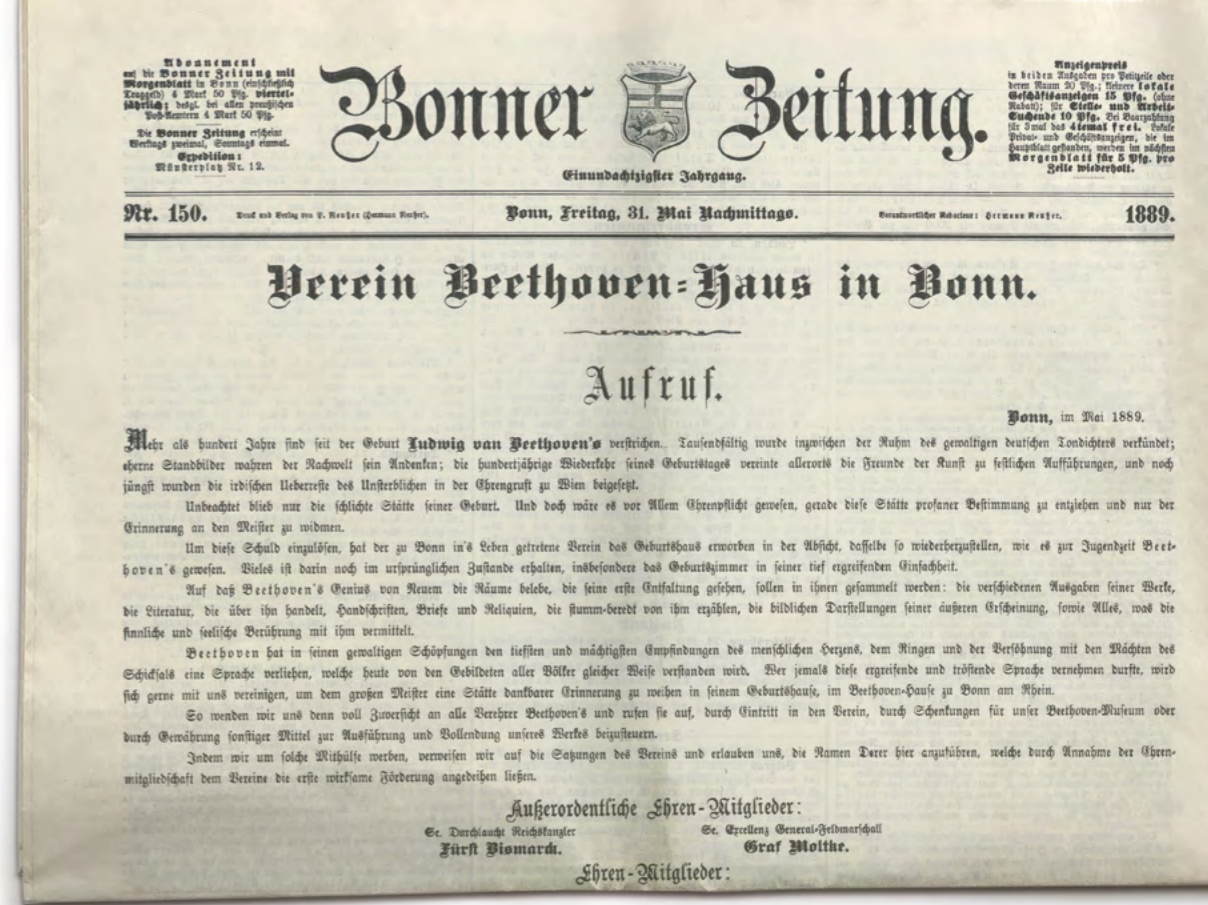 Abonnement
auf die Bonner Zeitung mit
Morgenblatt in Bonn (einschließlich
Traggeld) 4 Mark 50 Pfg. viertel-
jährlich; desgl. bei allen preußischen
Post-Aemtern 4 Mark 50 Pfg.
Die Bonner Zeitung erscheint
Werktags zweimal, Sonntags einmal.
Expedition:
Münsterplatz Nr. 12.
Bonner Zeitung.
Einundachtzigster Jahrgang.
Anzeigenpreis
in beiden Ausgaben pro Petitzeile oder
deren Raum 20 Pfg.; kleinere lokale
Geschäftsanzeigen 15 Pfg. (ohne
Rabatt); für Stelle- und Arbeit-
Suchende 10 Pfg. Bei Baarzahlung
für 3mal das 4temal frei. Lokale
Privat- und Geschäftsanzeigen, die im
Hauptblatt gestanden, werden im nächsten
Morgenblatt für 5 Pfg. pro
Zeile wiederholt.
Nr. 150. Druck und Verlag von P. Neußer (Hermann Neußer). Bonn, Freitag, 31. Mai Nachmittags. Verantwortlicher Redacteur: Hermann Neußer. 1889.
Verein Beethoven-Haus in Bonn.
Aufruf.
Bonn, im Mai 1889.
Mehr als hundert Jahre sind seit der Geburt Ludwig van Beethoven's verstrichen. Tausendfältig wurde inzwischen der Ruhm des gewaltigen deutschen Tondichters verkündet;
eherne Standbilder wahren der Nachwelt sein Andenken; die hundertjährige Wiederkehr seines Geburtstages vereinte allerorts die Freunde der Kunst zu festlichen Aufführungen, und noch
jüngst wurden die irdischen Ueberreste des Unsterblichen in der Ehrengruft zu Wien beigesetzt.
Unbeachtet blieb nur die schlichte Stätte seiner Geburt. Und doch wäre es vor Allem Ehrenpflicht gewesen, gerade diese Stätte profaner Bestimmung zu entziehen und nur der
Erinnerung an den Meister zu widmen.
Um diese Schuld einzulösen, hat der zu Bonn in's Leben getretene Verein das Geburtshaus erworben in der Absicht, dasselbe so wiederherzustellen, wie es zur Jugendzeit Beet-
hoven's gewesen. Vieles ist darin noch im ursprünglichen Zustande erhalten, insbesondere das Geburtszimmer in seiner tief ergreifenden Einfachheit.
Auf daß Beethoven's Genius von Neuem die Räume belebe, die seine erste Entfaltung gesehen, sollen in ihnen gesammelt werden: die verschiedenen Ausgaben seiner Werke,
die Literatur, die über ihn handelt, Handschriften, Briefe und Reliquien, die stumm-beredt von ihm erzählen, die bildlichen Darstellungen seiner äußeren Erscheinung, sowie Alles, was die
sinnliche und seelische Berührung mit ihm vermittelt.
Beethoven hat in seinen gewaltigen Schöpfungen den tiefsten und mächtigsten Empfindungen des menschlichen Herzens, dem Ringen und der Versöhnung mit den Mächten des
Schicksals eine Sprache verliehen, welche heute von den Gebildeten aller Völker gleicher Weise verstanden wird. Wer jemals diese ergreifende und tröstende Sprache vernehmen durfte, wird
sich gerne mit uns vereinigen, um dem großen Meister eine Stätte dankbarer Erinnerung zu weihen in seinem Geburtshause, im Beethoven-Hause zu Bonn am Rhein.
So wenden wir uns denn voll Zuversicht an alle Verehrer Beethoven's und rufen sie auf, durch Eintritt in den Verein, durch Schenkungen für unser Beethoven-Museum oder
durch Gewährung sonstiger Mittel zur Ausführung und Vollendung unseres Werkes beizusteuern.
Indem wir um solche Mithülfe werben, verweisen wir auf die Satzungen des Vereins und erlauben uns, die Namen Derer hier anzuführen, welche durch Annahme der Ehren-
mitgliedschaft dem Vereine die erste wirksame Förderung angedeihen ließen.
Außerordentliche Ehren-Mitglieder:
Se. Durchlaucht Reichskanzler
Fürst Bismarck.
Se. Excellenz General-Feldmarschall
Graf Moltke.
Ehren-Mitglieder: